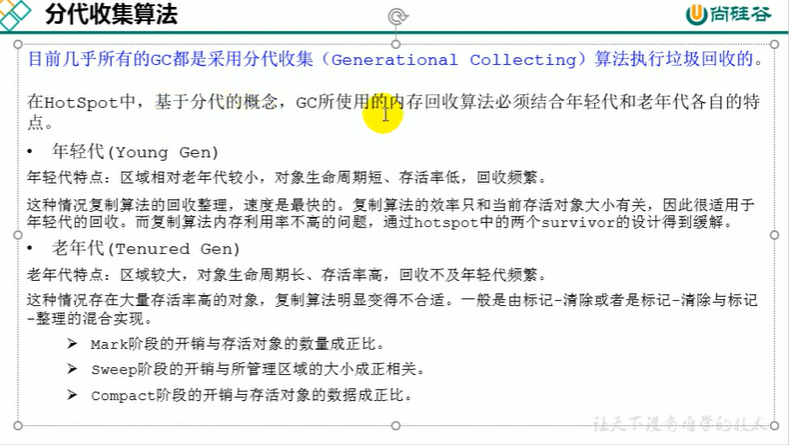 分代收集算法
尚硅谷
目前几乎所有的GC都是采用分代收集（Generational Collecting）算法执行垃圾回收的。
在HotSpot中，基于分代的概念，GC所使用的内存回收算法必须结合年轻代和老年代各自的特
点。
• 年轻代(Young Gen)
年轻代特点：区域相对老年代较小，对象生命周期短、存活率低，回收频繁。
这种情况复制算法的回收整理，速度是最快的。复制算法的效率只和当前存活对象大小有关，因此很适用于
年轻代的回收。而复制算法内存利用率不高的问题，通过hotspot中的两个survivor的设计得到缓解。
• 老年代(Tenured Gen)
老年代特点：区域较大，对象生命周期长、存活率高，回收不及年轻代频繁。
这种情况存在大量存活率高的对象，复制算法明显变得不合适。一般是由标记-清除或者是标记-清除与标记
-整理的混合实现。
➢ Mark阶段的开销与存活对象的数量成正比。
➢ Sweep阶段的开销与所管理区域的大小成正相关。
➢ Compact阶段的开销与存活对象的数据成正比。
让天下没有难学的技术